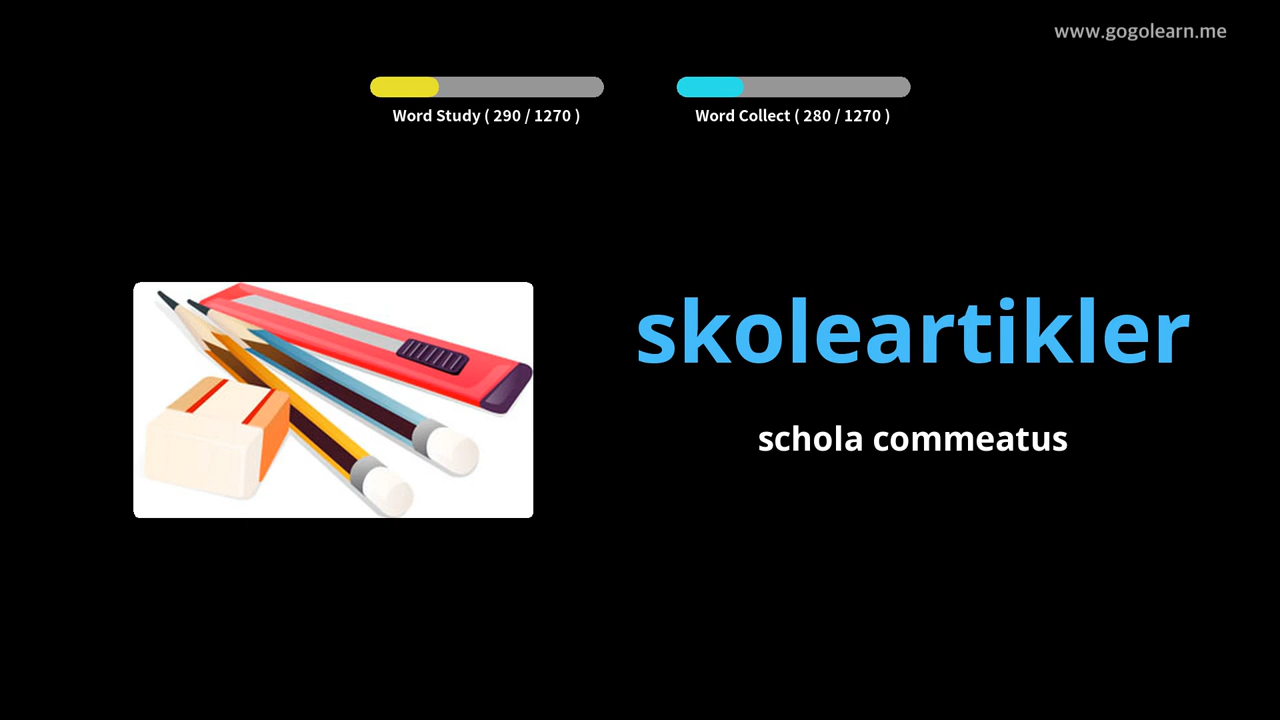 www.gogolearn.me
Word Study ( 290 / 1270 )
Word Collect ( 280 / 1270 )
skoleartikler
schola commeatus